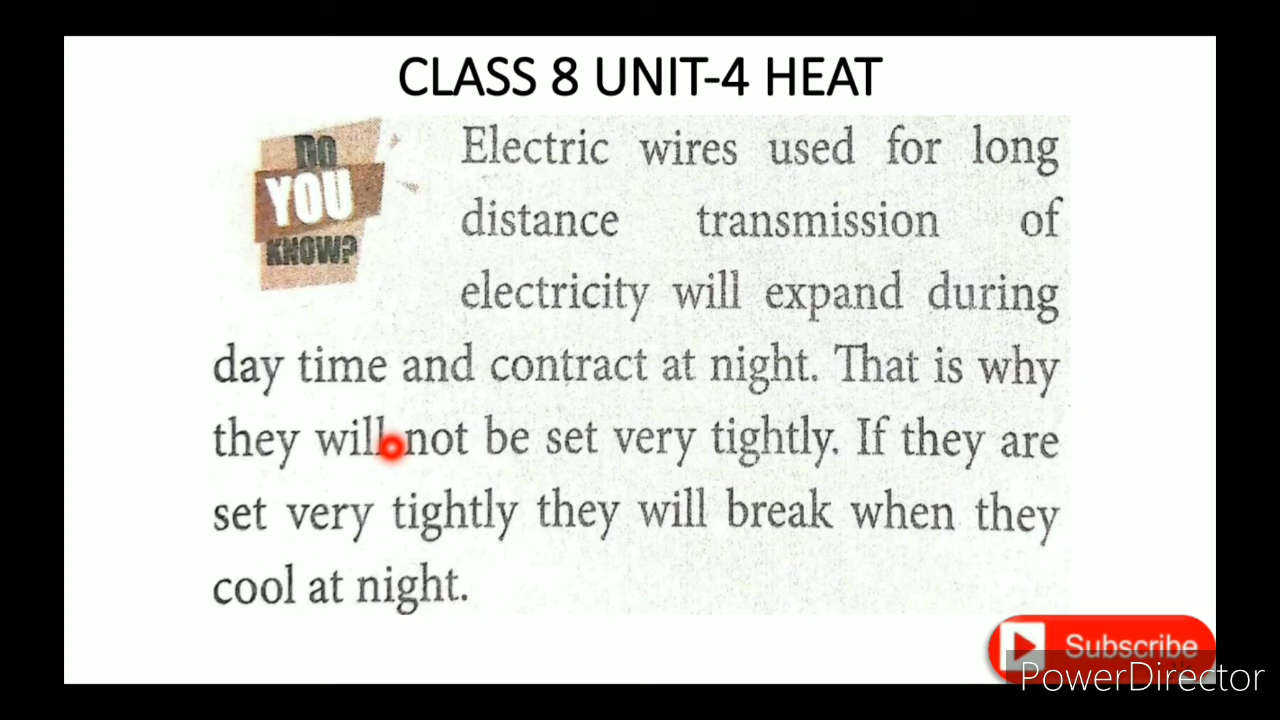 CLASS 8 UNIT-4 HEAT
DO
YOU
KNOW?
Electric wires used for long
distance transmission of
electricity will expand during
day time and contract at night. That is why
they will not be set very tightly. If they are
set very tightly they will break when they
cool at night.
Subscribe
PowerDirector